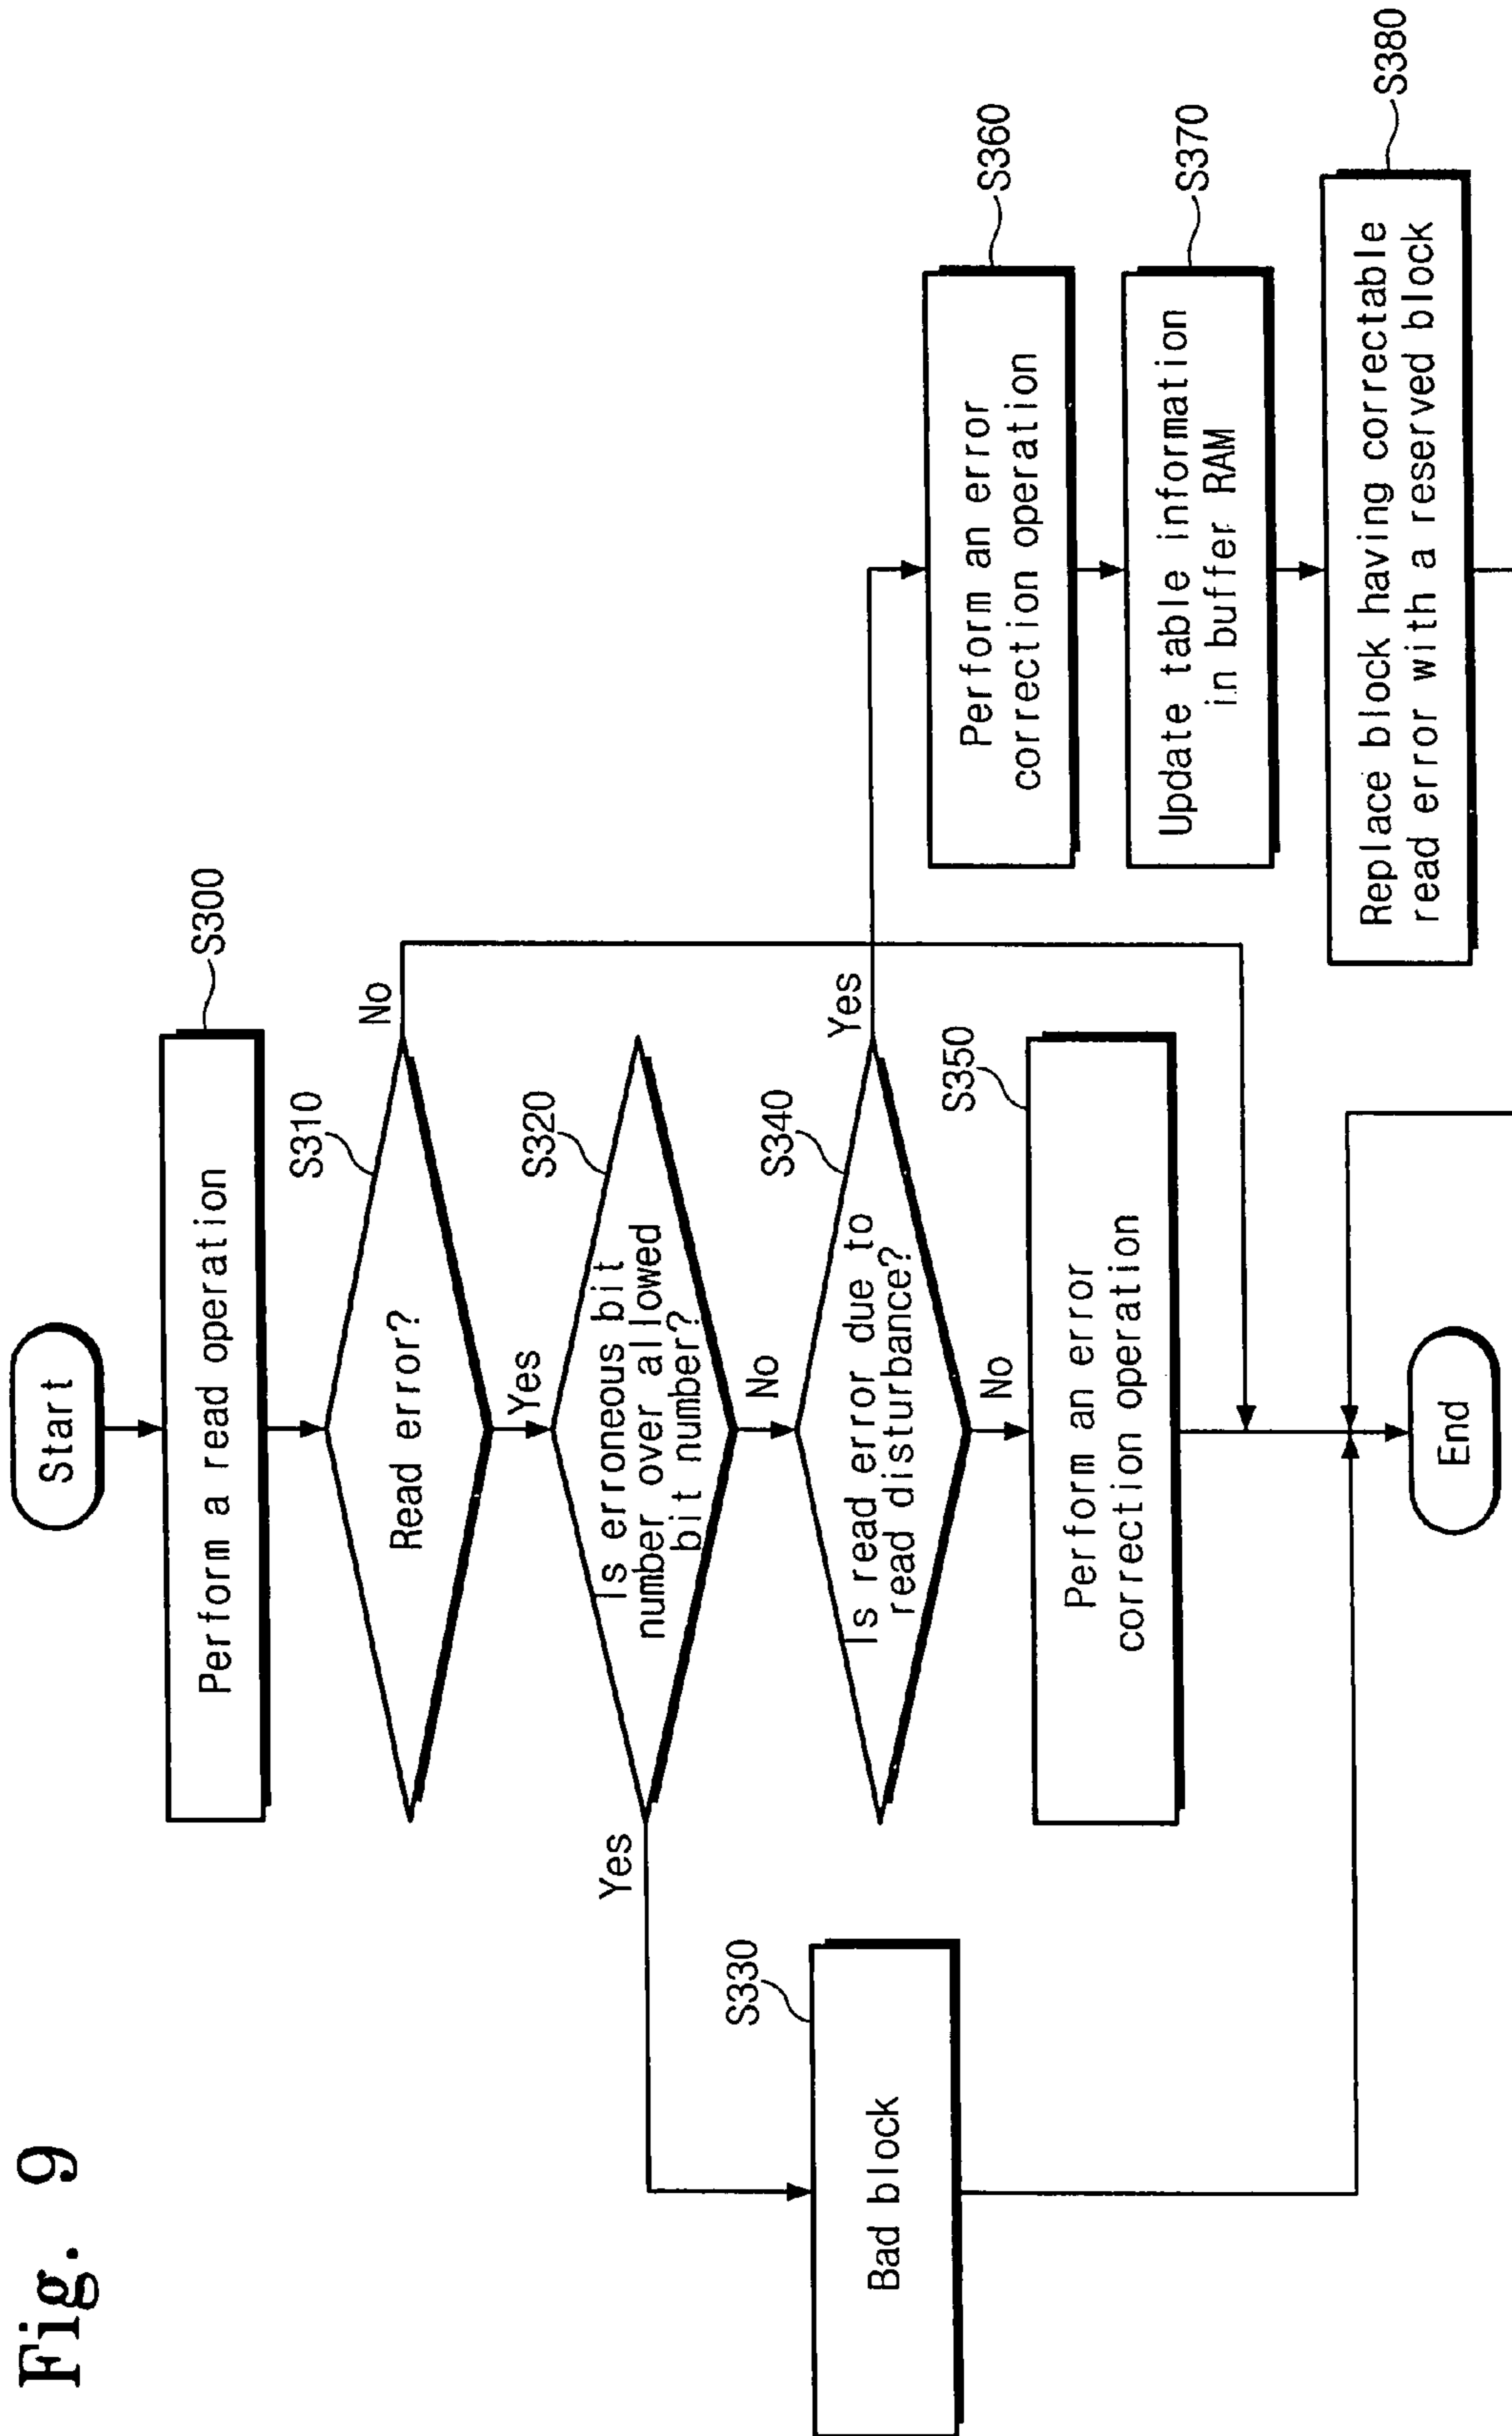 Fig. 9
Start
Perform a read operation
S300
Read error?
S310
No
Yes
Is erroneous bit
number over allowed
bit number?
S320
Yes
No
Bad block
S330
Is read error due to
read disturbance?
S340
Yes
No
Perform an error
correction operation
S350
Perform an error
correction operation
S360
Update table information
in buffer RAM
S370
Replace block having correctable
read error with a reserved block
S380
End